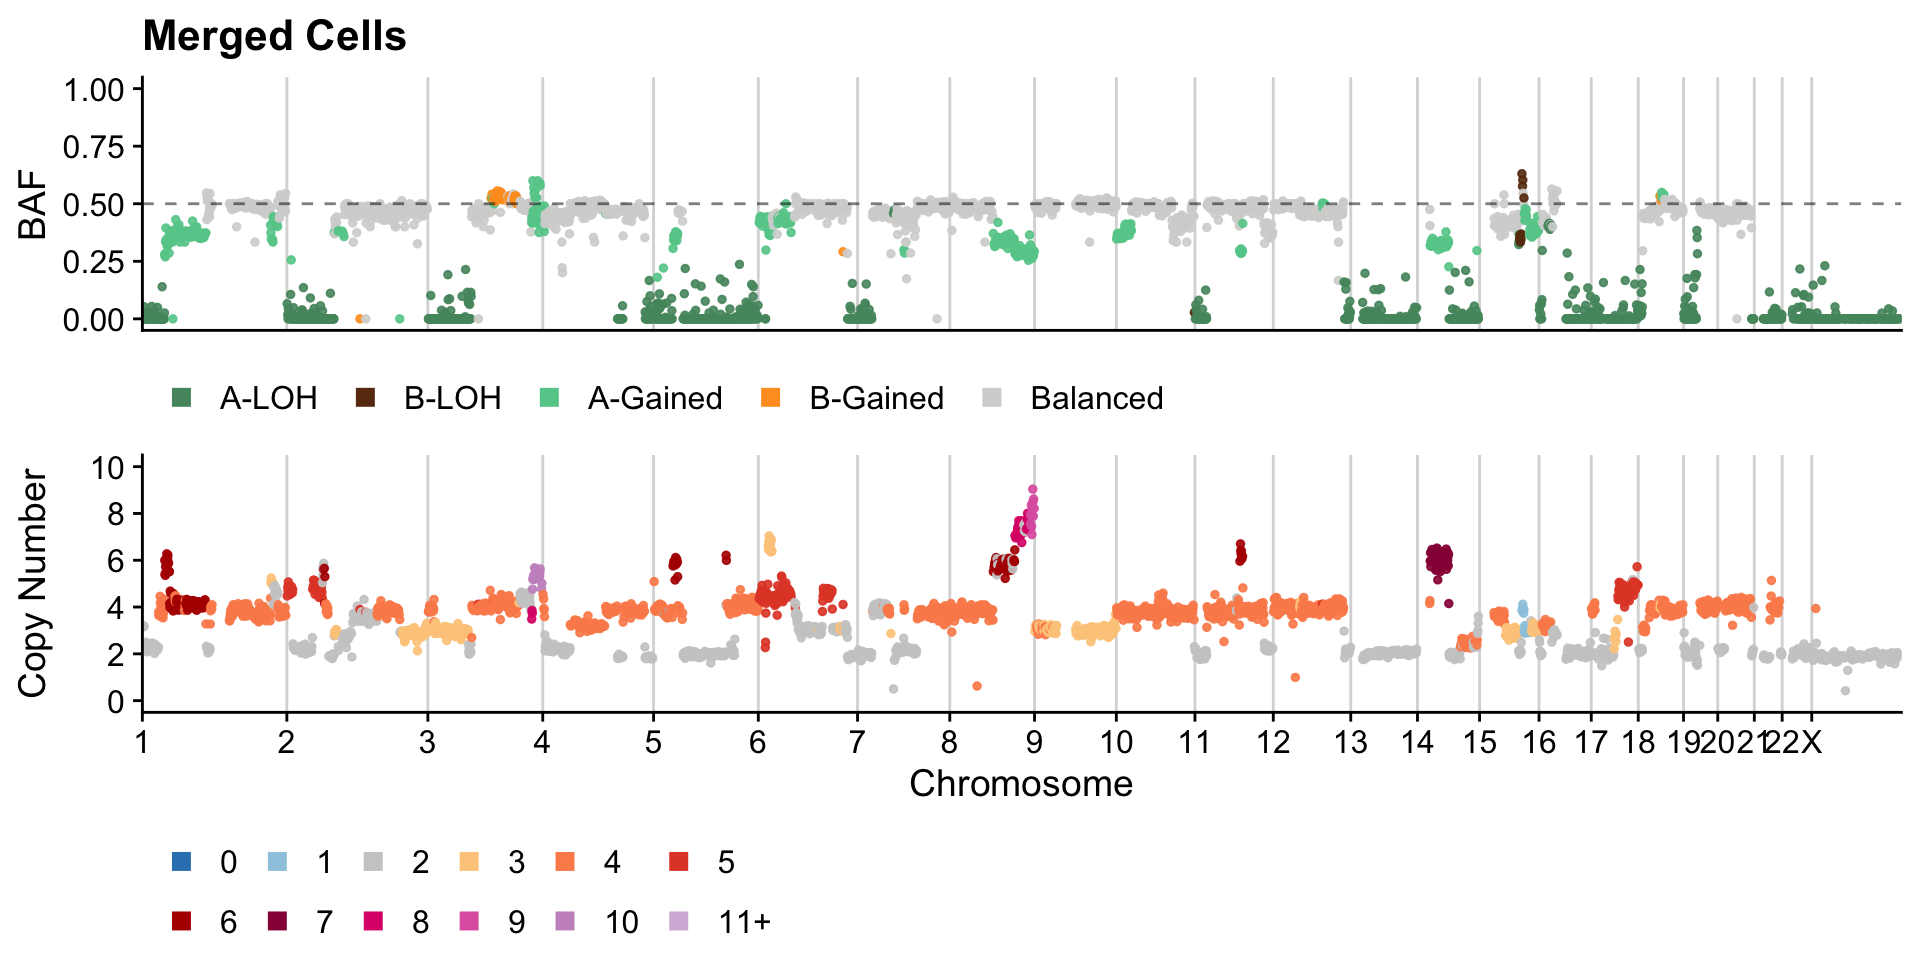 Merged Cells
1.00
0.75
0.50
0.25
0.00
BAF
A-LOH B-LOH A-Gained B-Gained Balanced
10
8
6
4
2
0
Copy Number
1 2 3 4 5 6 7 8 9 10 11 12 13 14 15 16 17 18 19 20 21 22 X
Chromosome
0 1 2 3 4 5
6 7 8 9 10 11+